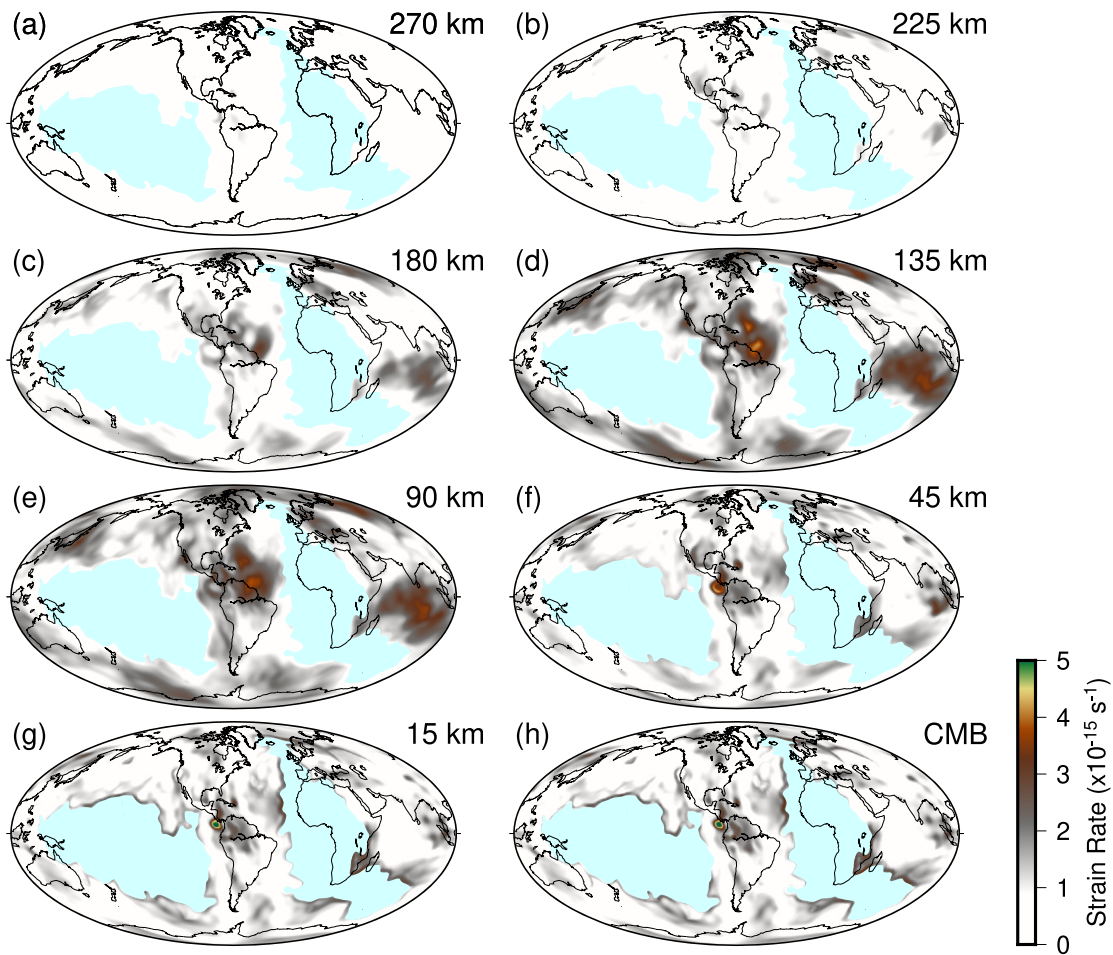 (a) 270 km
(b) 225 km
(c) 180 km
(d) 135 km
(e) 90 km
(f) 45 km
(g) 15 km
(h) CMB
5
4
3
2
1
0
Strain Rate (x10⁻¹⁵ s⁻¹)